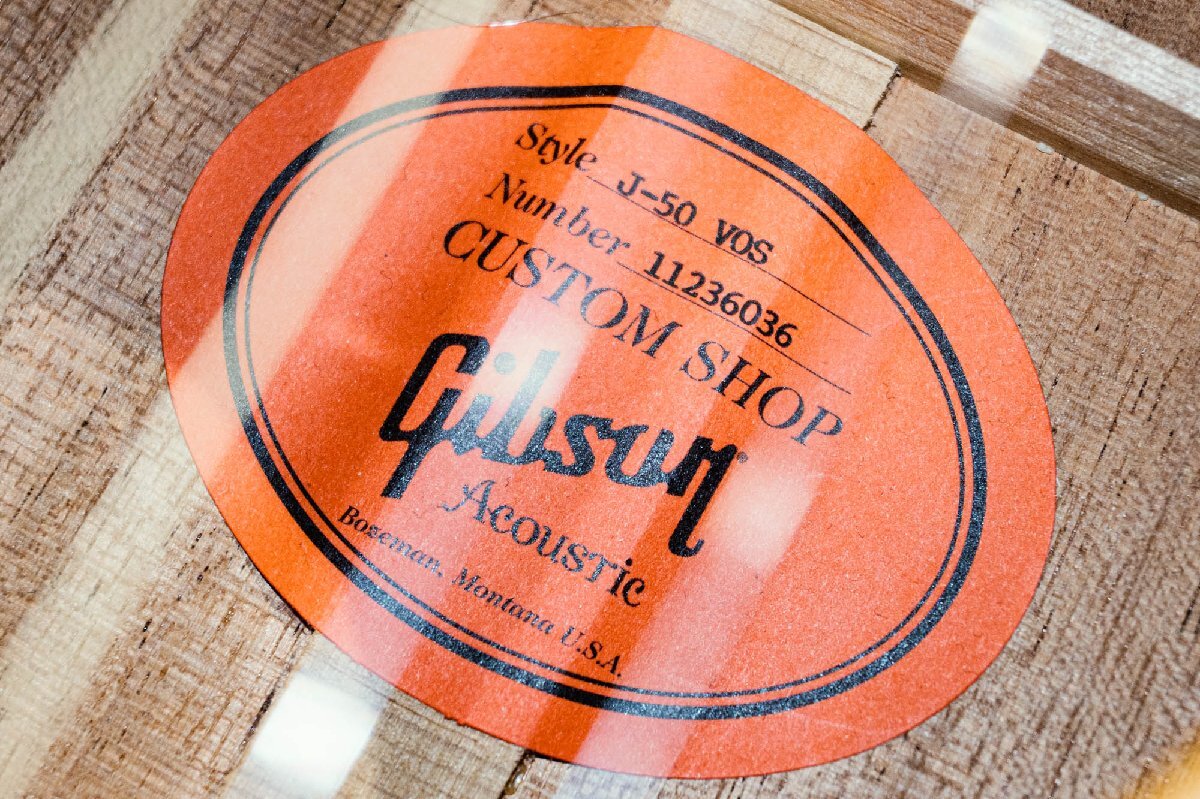 Style J-50 VOS
Number 11236036
CUSTOM SHOP
Gibson
Acoustic
Bozeman, Montana U.S.A.